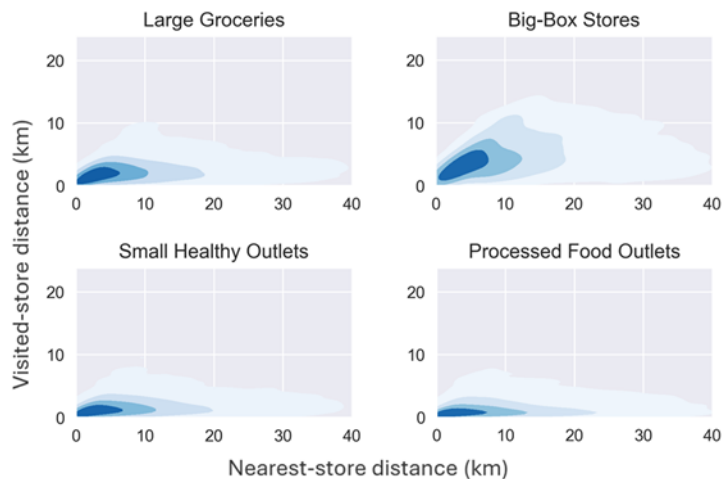 Large Groceries
Big-Box Stores
20
10
0
0 10 20 30 40
20
10
0
0 10 20 30 40
Small Healthy Outlets
Processed Food Outlets
20
10
0
0 10 20 30 40
20
10
0
0 10 20 30 40
Visited-store distance (km)
Nearest-store distance (km)